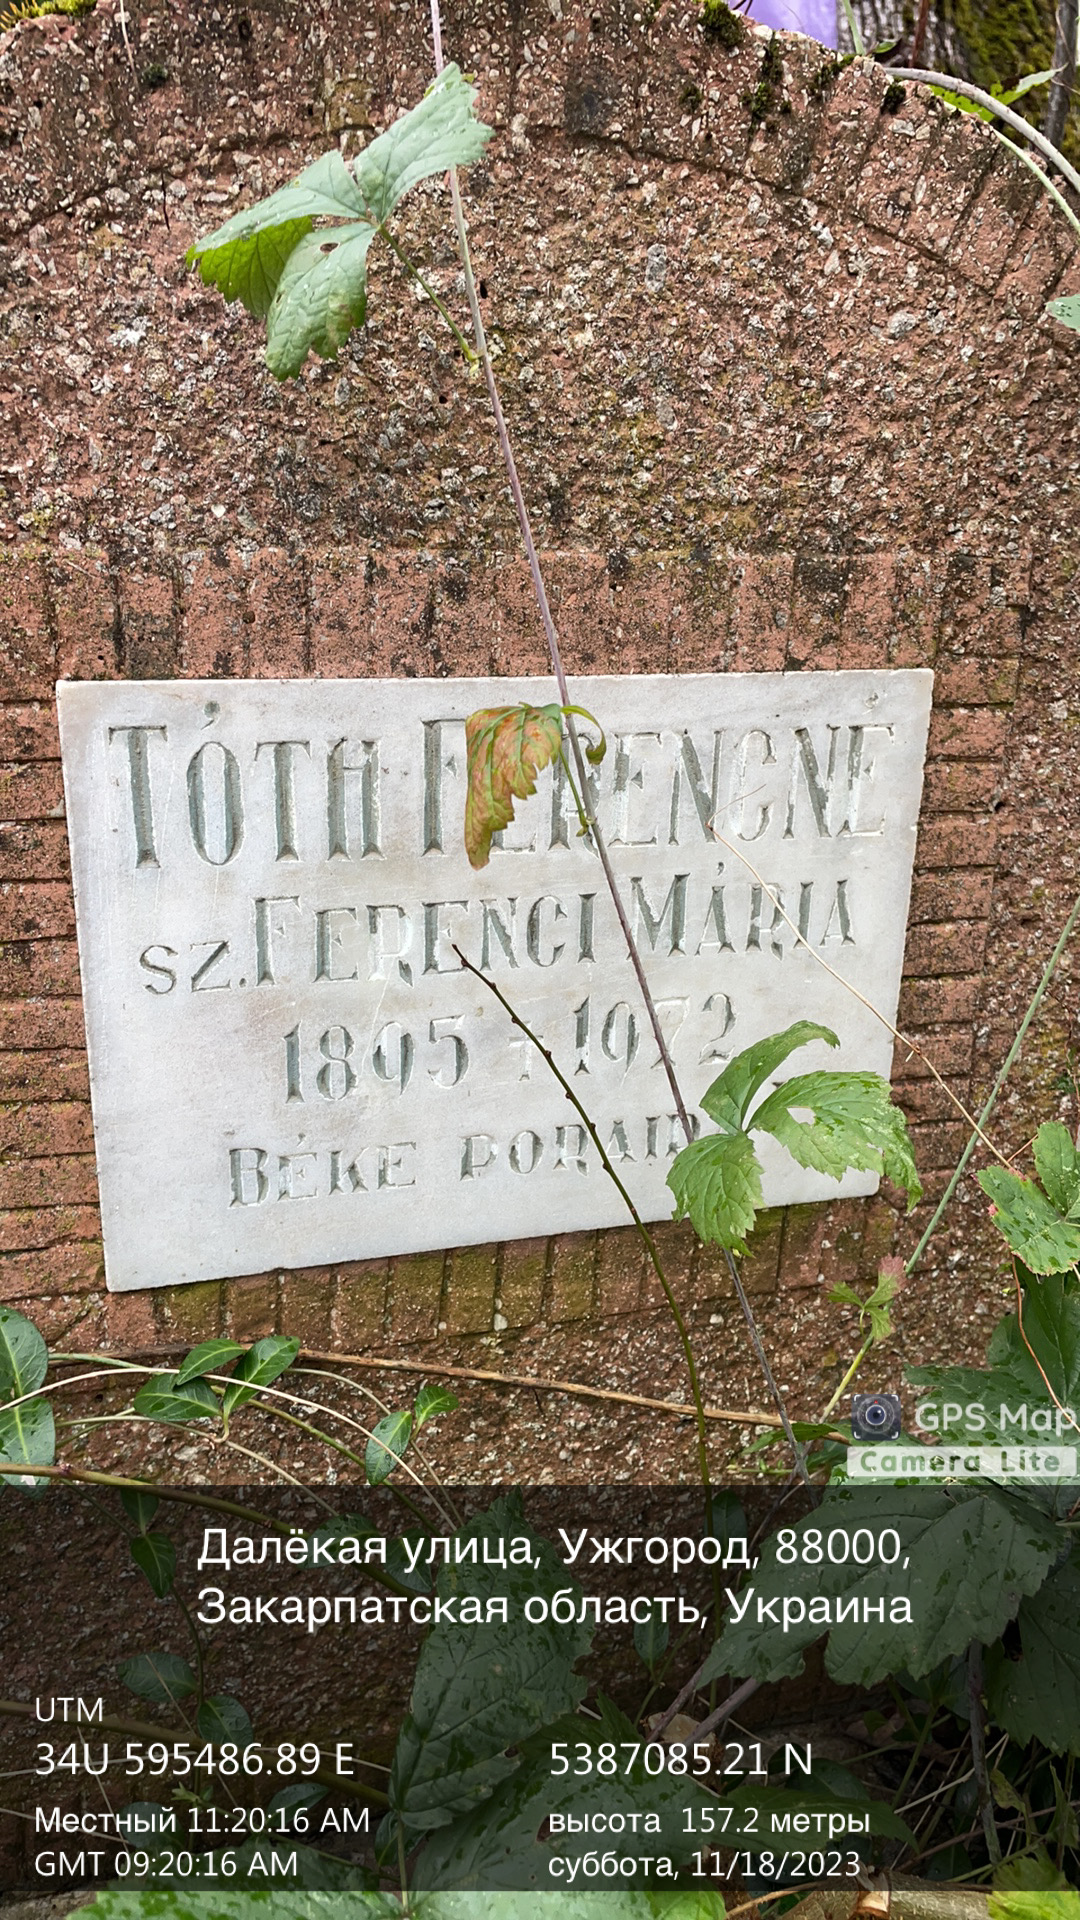 TÓTH FERENCNÉ
SZ. FERENCI MÁRIA
1895 - 1972
BÉKE PORAIRA
GPS Map
Camera Lite
Далёкая улица, Ужгород, 88000,
Закарпатская область, Украина
UTM
34U 595486.89 E
5387085.21 N
Местный 11:20:16 AM
высота 157.2 метры
GMT 09:20:16 AM
суббота, 11/18/2023